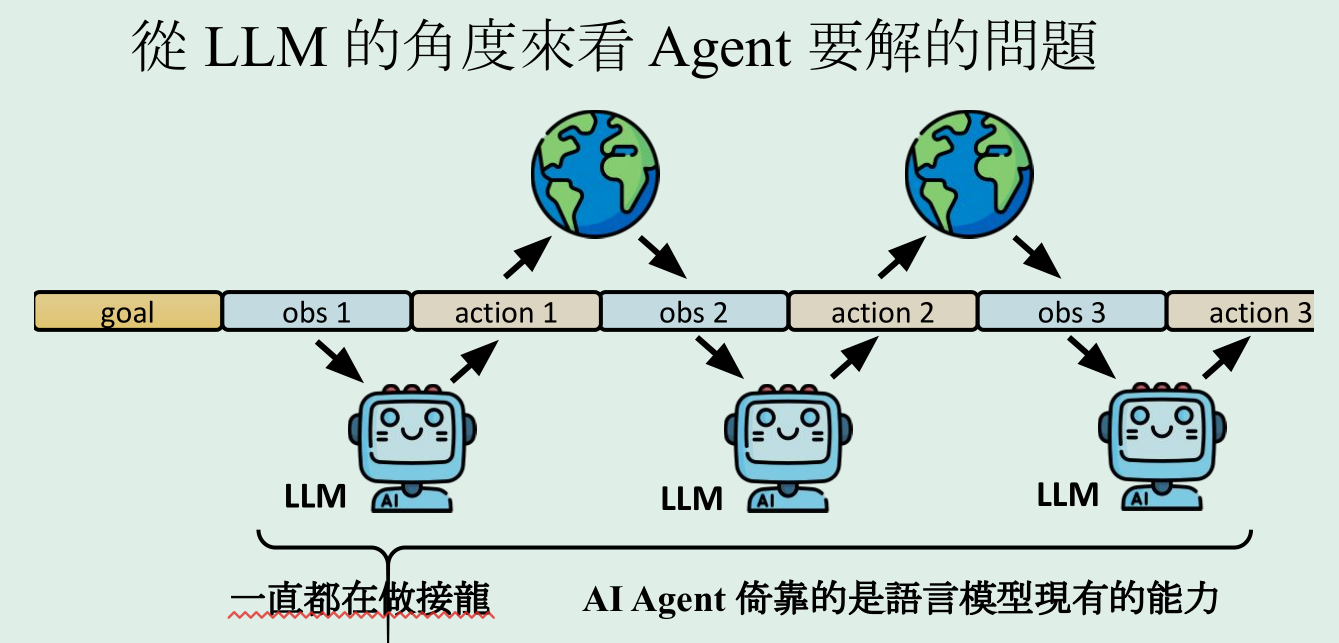 從 LLM 的角度來看 Agent 要解的問題
goal obs 1 action 1 obs 2 action 2 obs 3 action 3
AI AI AI
LLM LLM LLM
一直都在做接龍 AI Agent 倚靠的是語言模型現有的能力